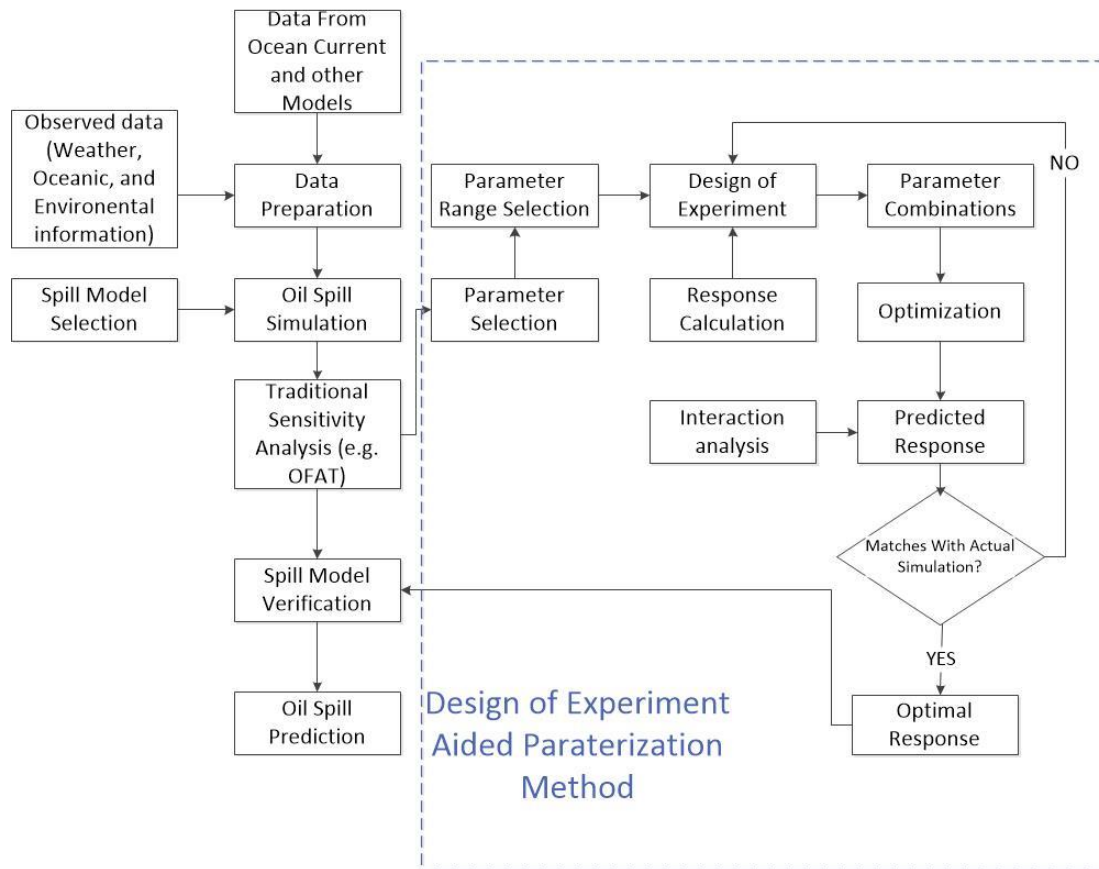 Data From
Ocean Current
and other
Models
Observed data
(Weather,
Oceanic, and
Environental
information)
Data
Preparation
Parameter
Range Selection
Design of
Experiment
Parameter
Combinations
NO
Spill Model
Selection
Oil Spill
Simulation
Parameter
Selection
Response
Calculation
Optimization
Traditional
Sensitivity
Analysis (e.g.
OFAT)
Interaction
analysis
Predicted
Response
Matches With Actual
Simulation?
Spill Model
Verification
YES
Oil Spill
Prediction
Design of Experiment
Aided Paraterization
Method
Optimal
Response